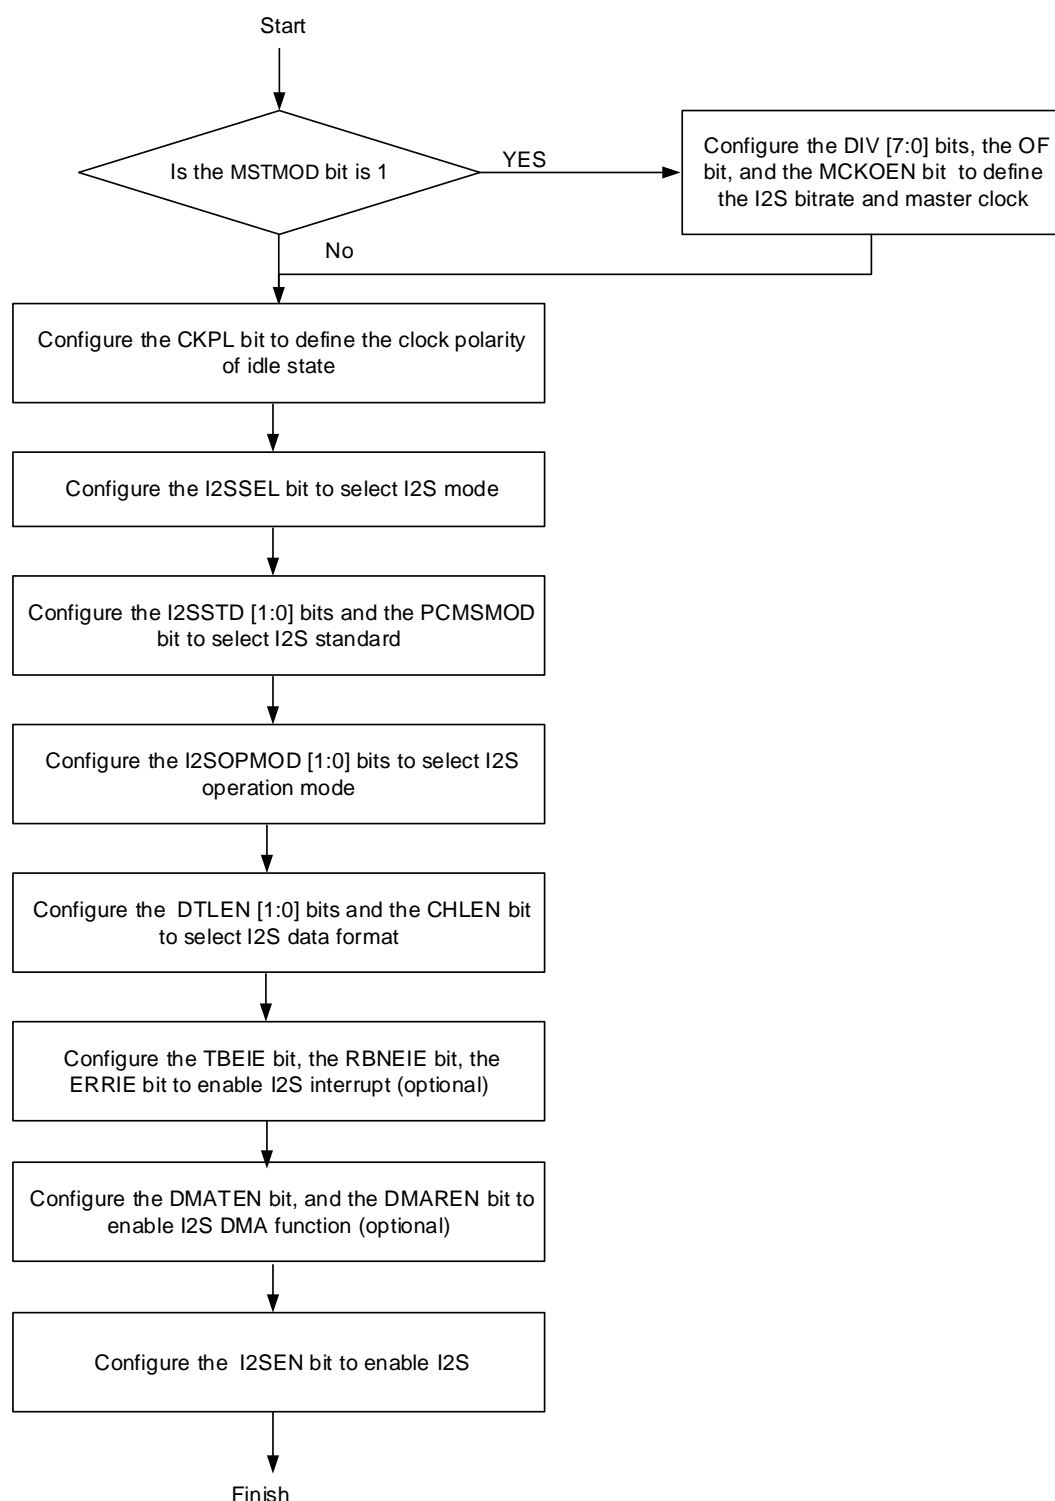 Start
Is the MSTMOD bit is 1
YES
Configure the DIV [7:0] bits, the OF
bit, and the MCKOEN bit to define
the I2S bitrate and master clock
No
Configure the CKPL bit to define the clock polarity
of idle state
Configure the I2SSEL bit to select I2S mode
Configure the I2SSTD [1:0] bits and the PCMSMOD
bit to select I2S standard
Configure the I2SOPMOD [1:0] bits to select I2S
operation mode
Configure the DTLEN [1:0] bits and the CHLEN bit
to select I2S data format
Configure the TBEIE bit, the RBNEIE bit, the
ERRIE bit to enable I2S interrupt (optional)
Configure the DMATEN bit, and the DMAREN bit to
enable I2S DMA function (optional)
Configure the I2SEN bit to enable I2S
Finish